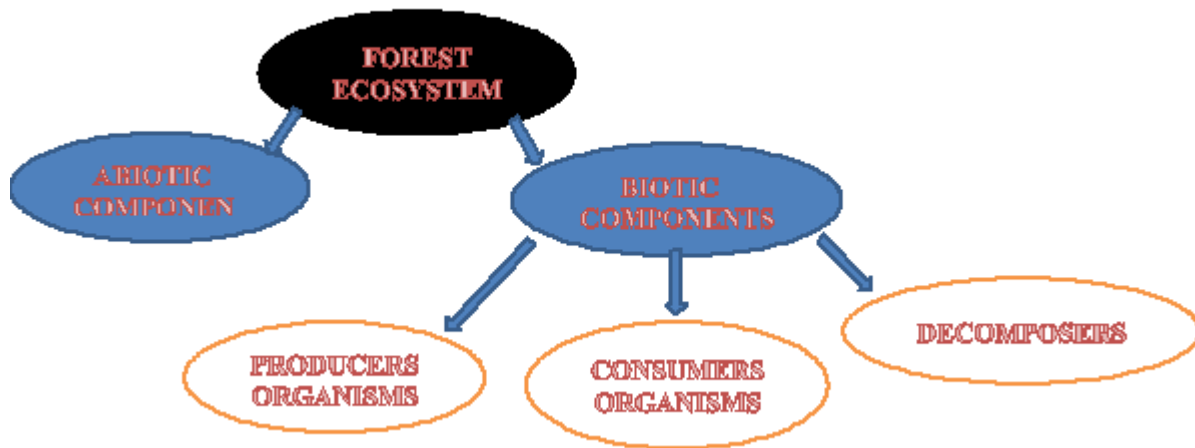 FOREST
ECOSYSTEM
ABIOTIC
COMPONEN
BIOTIC
COMPONENTS
PRODUCERS
ORGANISMS
CONSUMERS
ORGANISMS
DECOMPOSERS